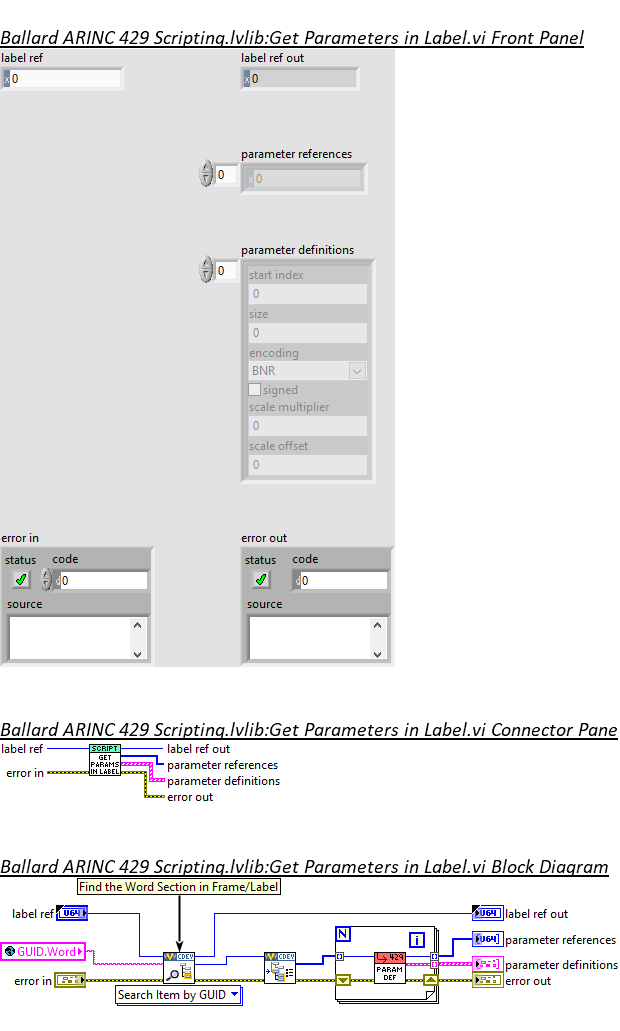 Ballard ARINC 429 Scripting.lvlib:Get Parameters in Label.vi Front Panel
label ref
label ref out
x 0
x 0
parameter references
0
x 0
parameter definitions
0
start index
0
size
0
encoding
BNR
signed
scale multiplier
0
scale offset
0
error in
error out
status code
status code
d 0
d 0
source
source
Ballard ARINC 429 Scripting.lvlib:Get Parameters in Label.vi Connector Pane
label ref
SCRIPT
GET
PARAMS
IN LABEL
label ref out
parameter references
error in
parameter definitions
error out
Ballard ARINC 429 Scripting.lvlib:Get Parameters in Label.vi Block Diagram
Find the Word Section in Frame/Label
label ref
U64
U64
label ref out
N
i
U64
parameter references
GUID.Word
CDEV
CDEV
429
PARAM
DEF
parameter definitions
error in
error out
Search Item by GUID